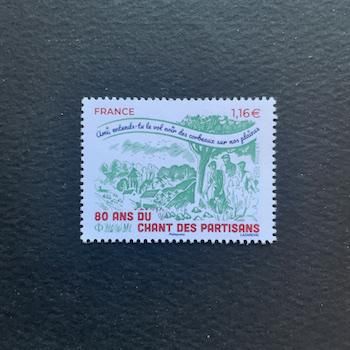 FRANCE 1,16€
Ami, entends-tu le vol noir des corbeaux sur nos plaines
80 ANS DU
CHANT DES PARTISANS